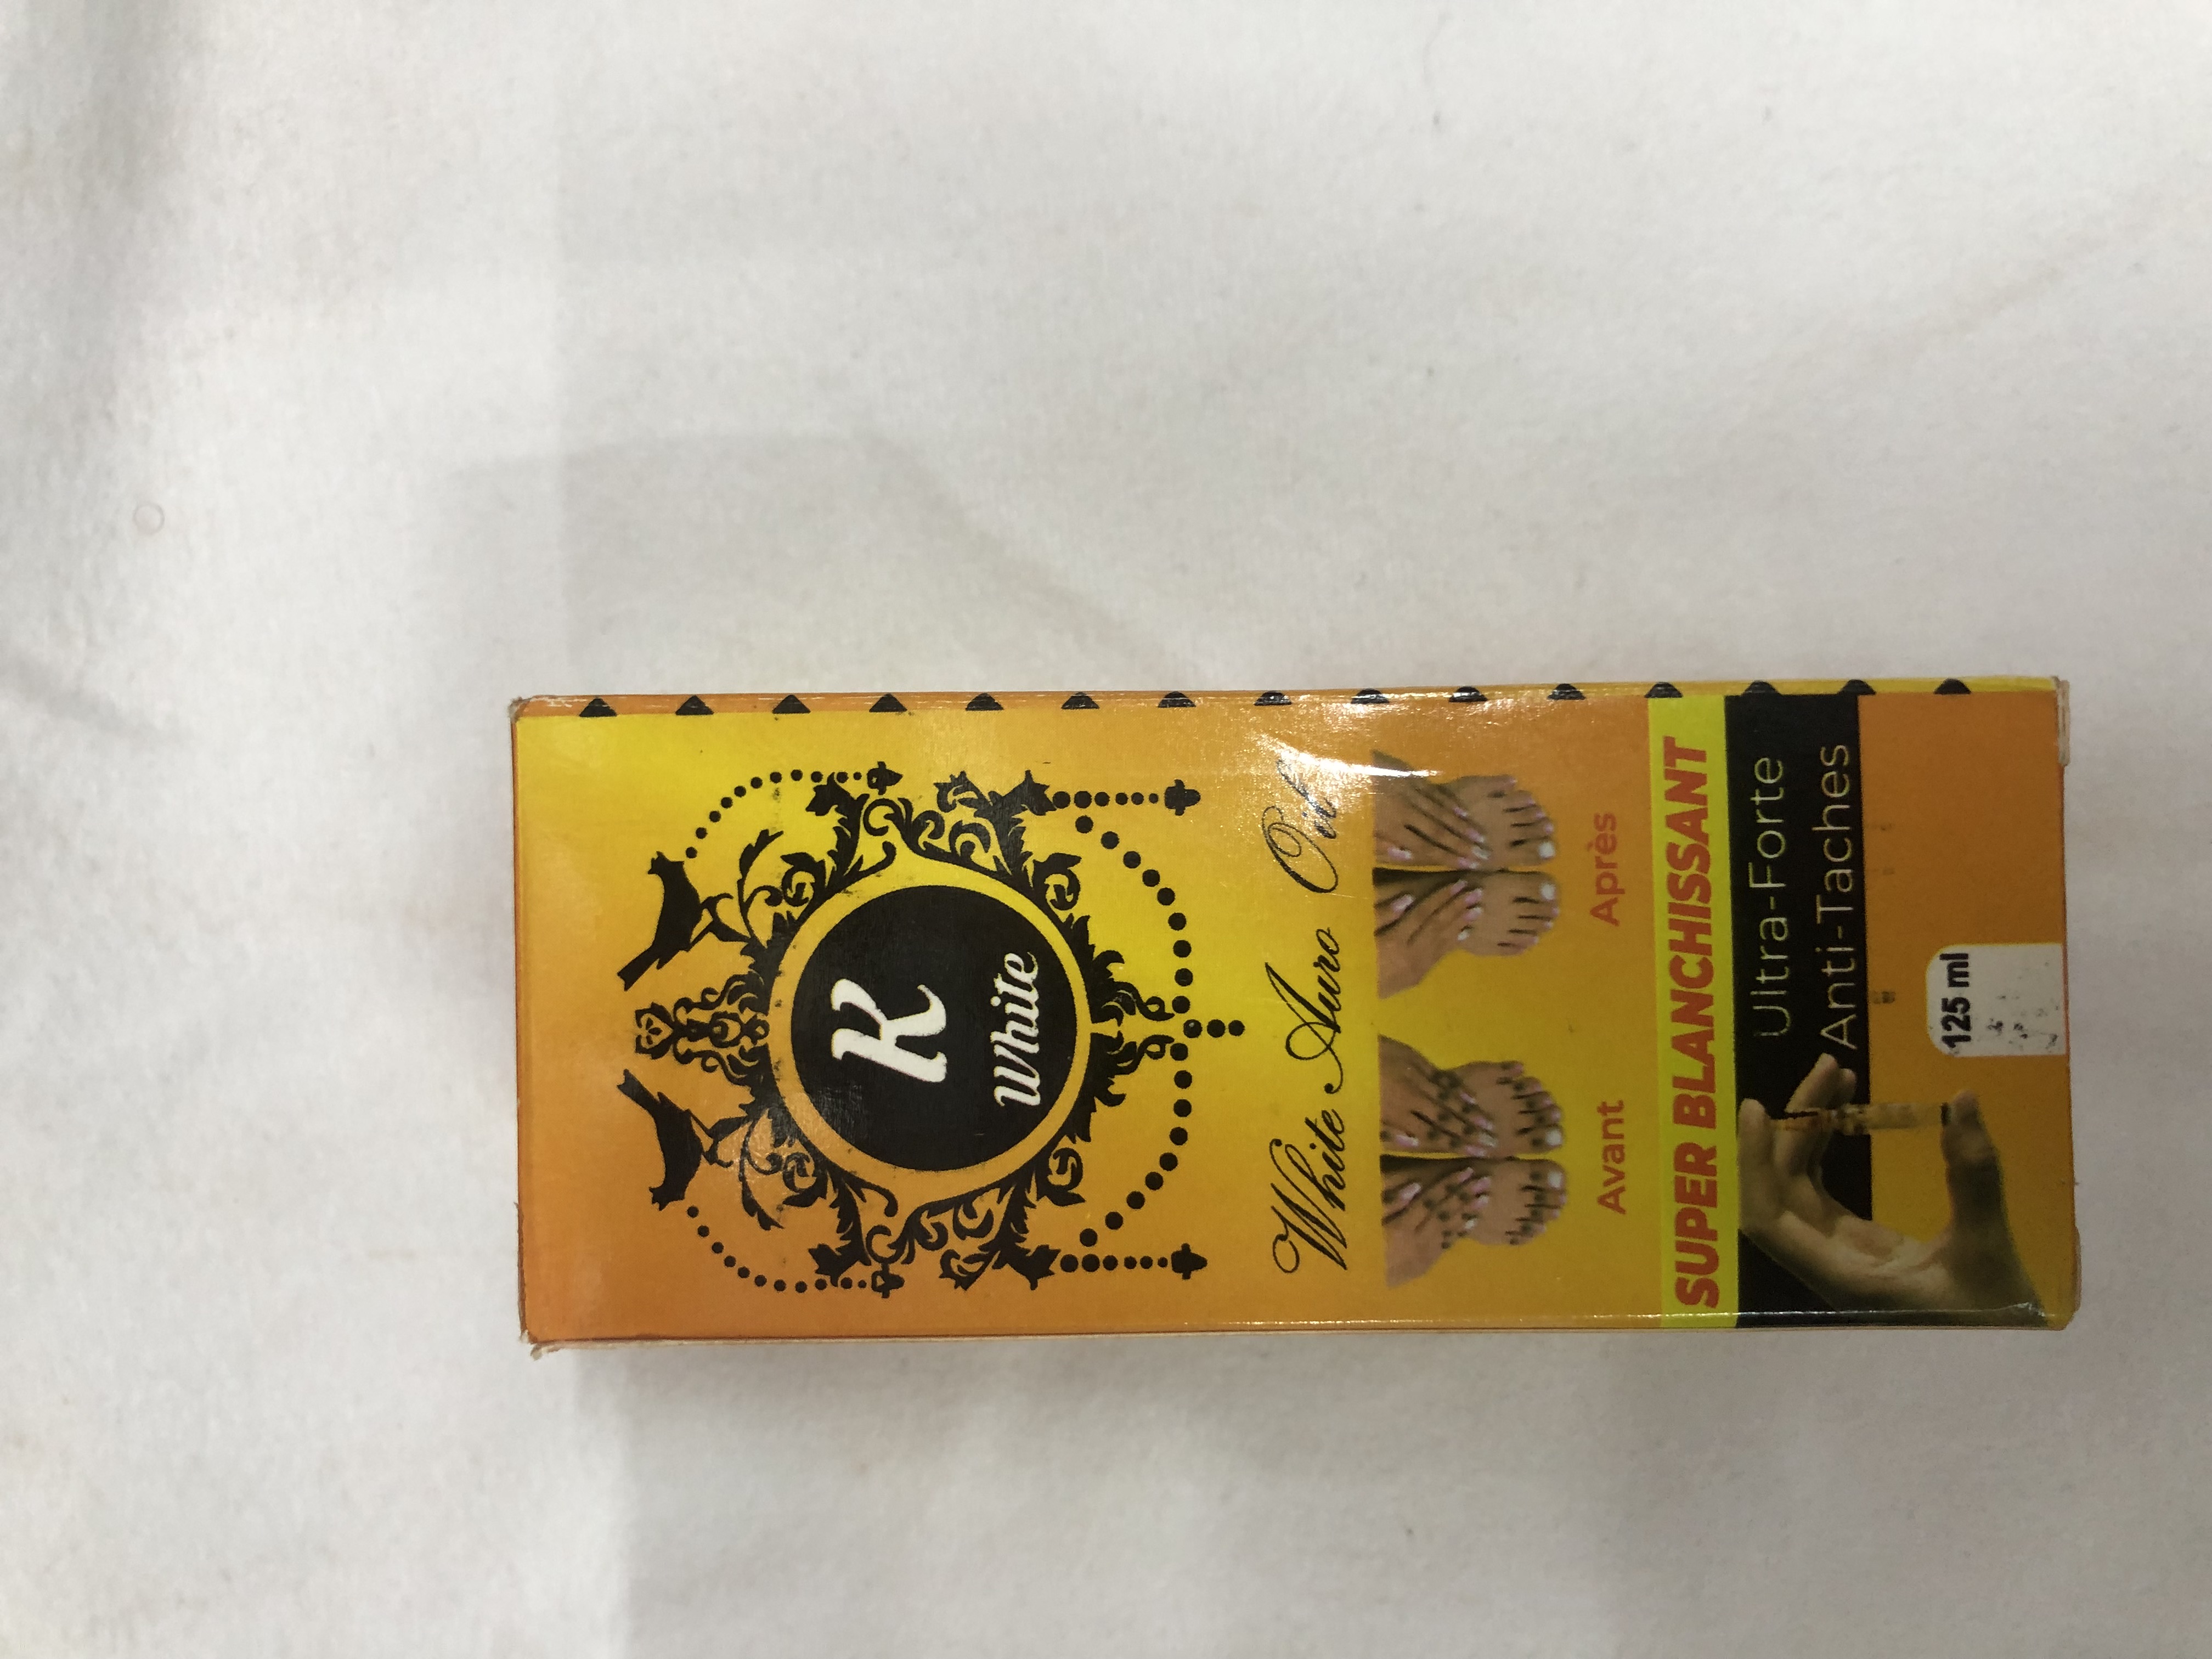 K
White
White Auro Oil
Avant
Après
SUPER BLANCHISSANT
Ultra-Forte
Anti-Taches
125 ml